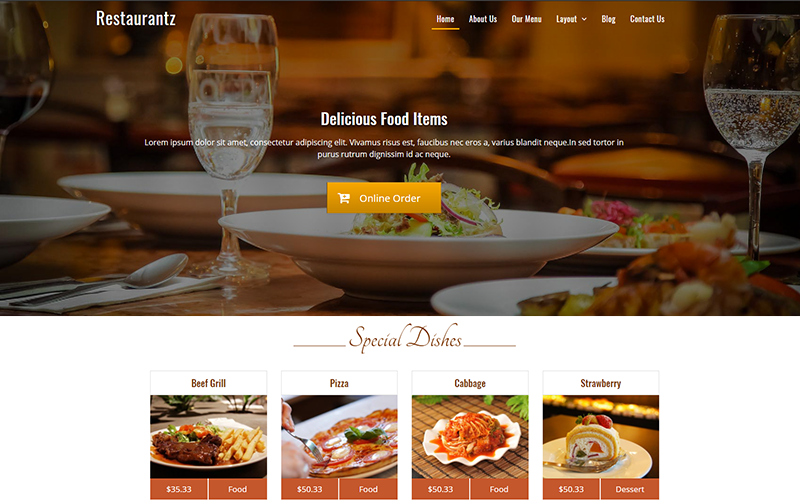 Restaurantz
Home About Us Our Menu Layout Blog Contact Us
Delicious Food Items
Lorem ipsum dolor sit amet, consectetur adipiscing elit. Vivamus risus est, faucibus nec eros a, varius blandit neque.In sed tortor in
purus rutrum dignissim id ac neque.
Online Order
Special Dishes
Beef Grill Pizza Cabbage Strawberry
$35.33 Food $50.33 Food $50.33 Food $50.33 Dessert